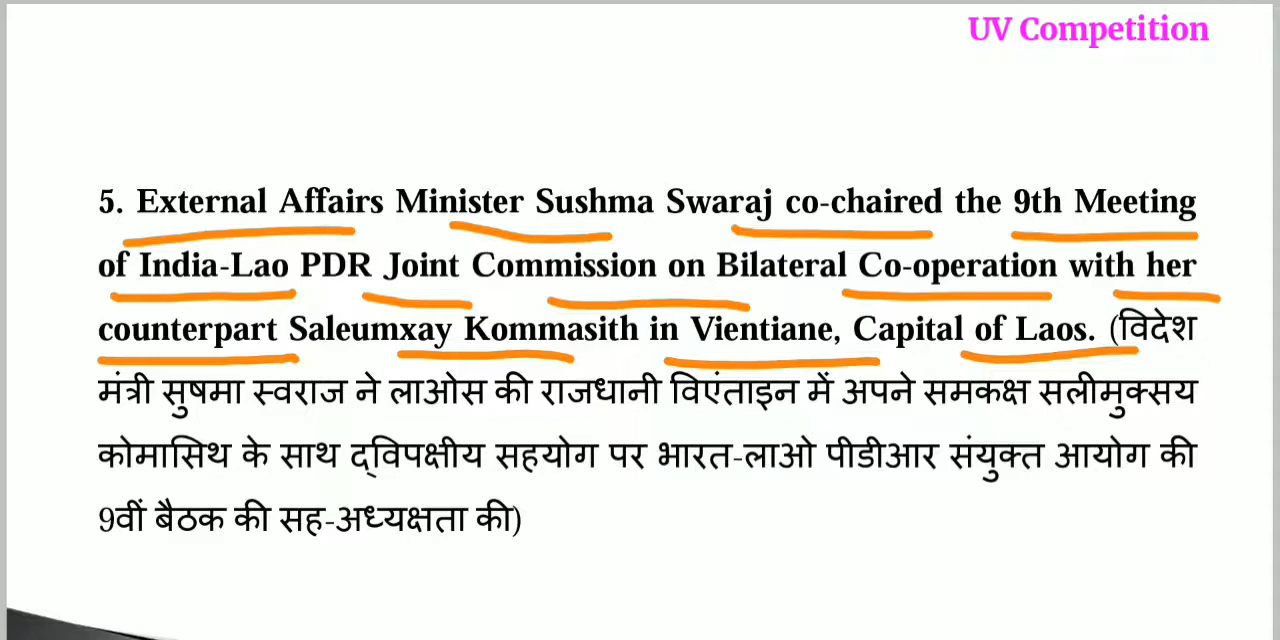 UV Competition
5. External Affairs Minister Sushma Swaraj co-chaired the 9th Meeting
of India-Lao PDR Joint Commission on Bilateral Co-operation with her
counterpart Saleumxay Kommasith in Vientiane, Capital of Laos. (विदेश
मंत्री सुषमा स्वराज ने लाओस की राजधानी विएंताइन में अपने समकक्ष सलीमुक्सय
कोमासिथ के साथ द्विपक्षीय सहयोग पर भारत-लाओ पीडीआर संयुक्त आयोग की
9वीं बैठक की सह-अध्यक्षता की)